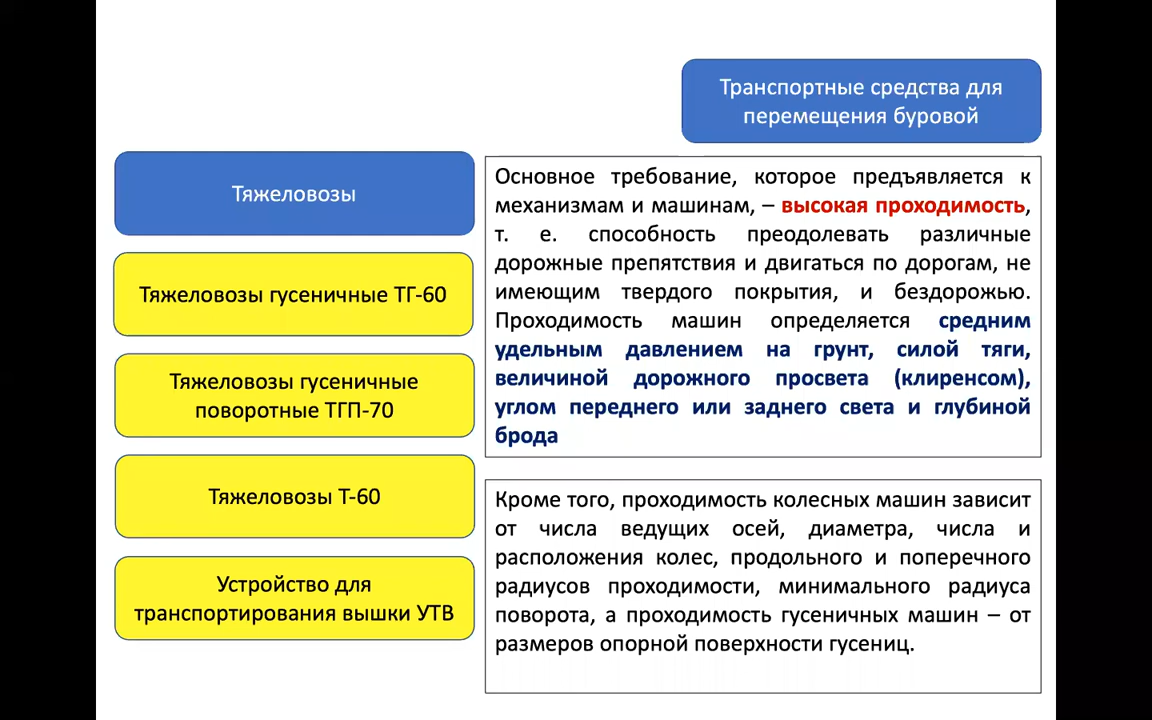 Транспортные средства для
перемещения буровой
Тяжеловозы
Тяжеловозы гусеничные ТГ-60
Тяжеловозы гусеничные
поворотные ТГП-70
Тяжеловозы Т-60
Устройство для
транспортирования вышки УТВ
Основное требование, которое предъявляется к
механизмам и машинам, – высокая проходимость,
т. е. способность преодолевать различные
дорожные препятствия и двигаться по дорогам, не
имеющим твердого покрытия, и бездорожью.
Проходимость машин определяется средним
удельным давлением на грунт, силой тяги,
величиной дорожного просвета (клиренсом),
углом переднего или заднего света и глубиной
брода
Кроме того, проходимость колесных машин зависит
от числа ведущих осей, диаметра, числа и
расположения колес, продольного и поперечного
радиусов проходимости, минимального радиуса
поворота, а проходимость гусеничных машин – от
размеров опорной поверхности гусениц.